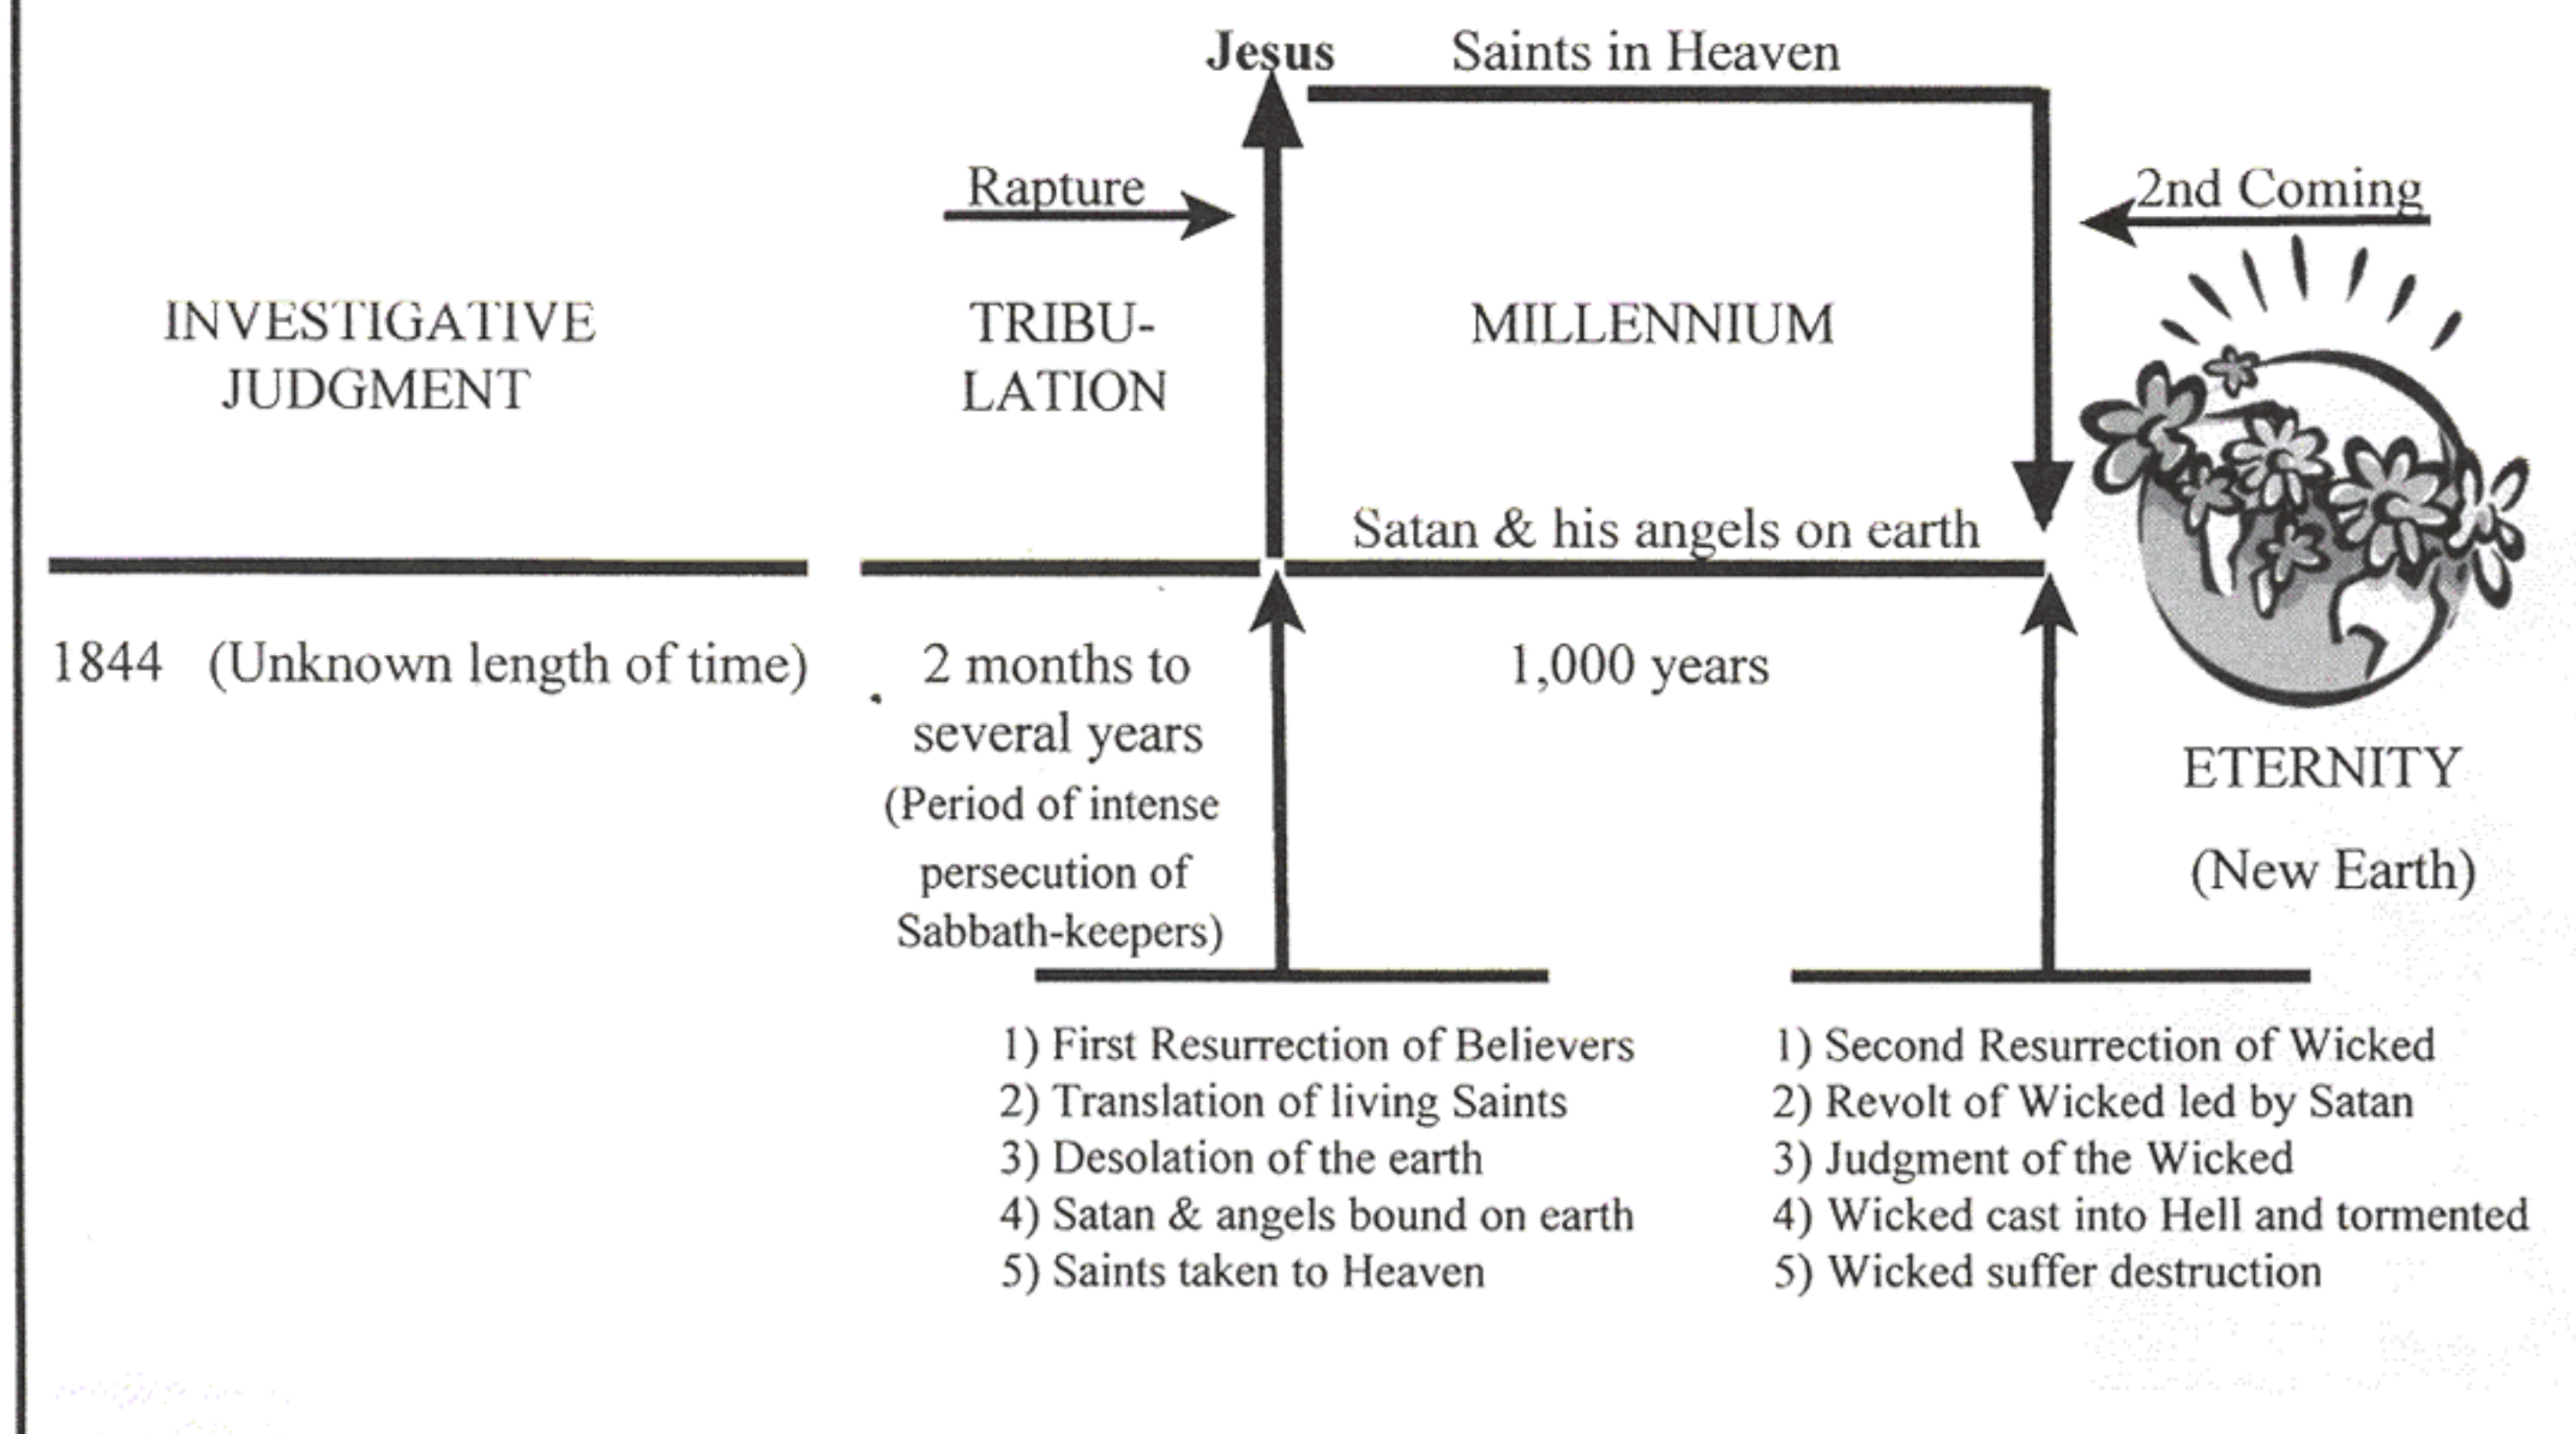 Jesus
Saints in Heaven
Rapture
2nd Coming
INVESTIGATIVE
JUDGMENT
TRIBU-
LATION
MILLENNIUM
Satan & his angels on earth
1844 (Unknown length of time)
2 months to
several years
(Period of intense
persecution of
Sabbath-keepers)
1,000 years
ETERNITY
(New Earth)
1) First Resurrection of Believers
2) Translation of living Saints
3) Desolation of the earth
4) Satan & angels bound on earth
5) Saints taken to Heaven
1) Second Resurrection of Wicked
2) Revolt of Wicked led by Satan
3) Judgment of the Wicked
4) Wicked cast into Hell and tormented
5) Wicked suffer destruction